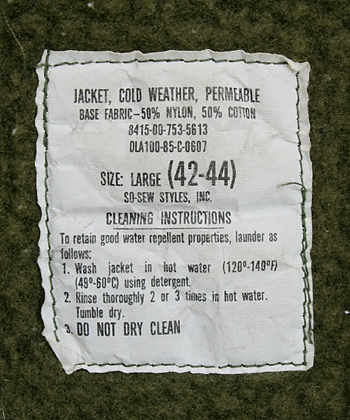 JACKET, COLD WEATHER, PERMEABLE
BASE FABRIC-50% NYLON, 50% COTTON
8415-00-753-5613
DLA100-85-C-0607
SIZE: LARGE (42-44)
SO-SEW STYLES, INC.
CLEANING INSTRUCTIONS
To retain good water repellent properties, launder as
follows:
1. Wash jacket in hot water (120°-140°F)
(49°-60°C) using detergent.
2. Rinse thoroughly 2 or 3 times in hot water.
Tumble dry.
3. DO NOT DRY CLEAN